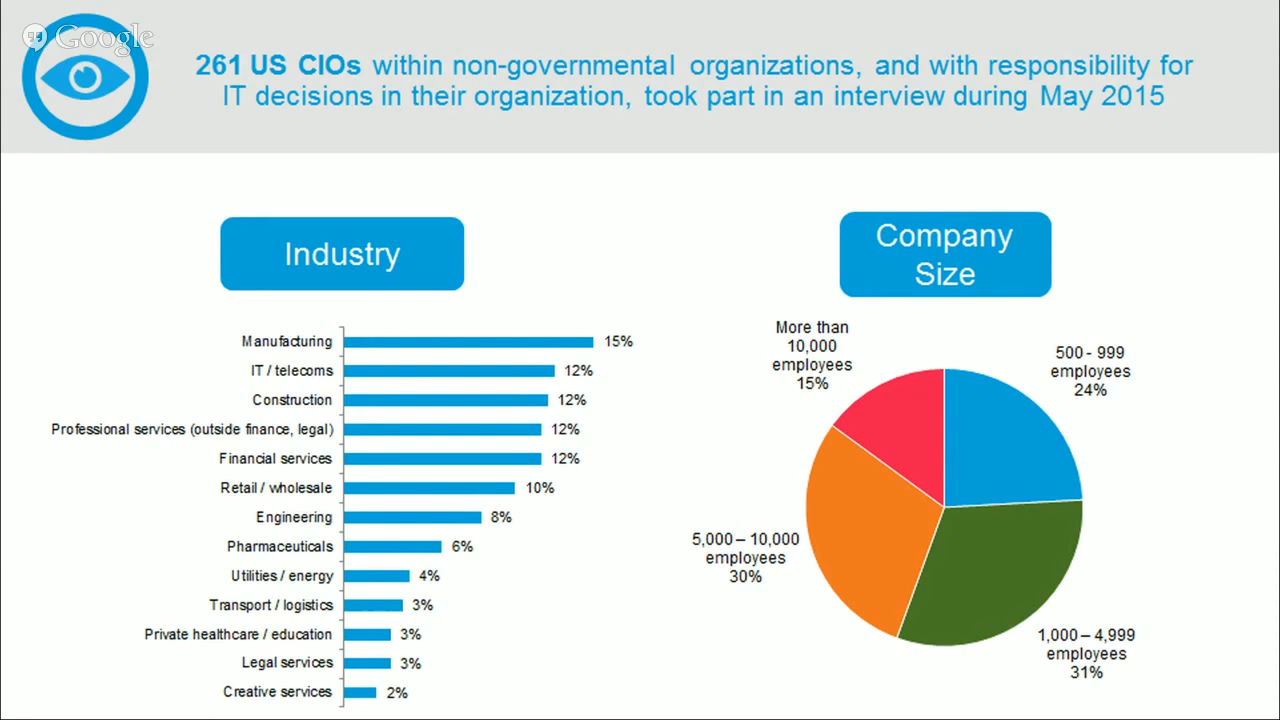 Google
261 US CIOs within non-governmental organizations, and with responsibility for
IT decisions in their organization, took part in an interview during May 2015
Industry
Manufacturing 15%
IT / telecoms 12%
Construction 12%
Professional services (outside finance, legal) 12%
Financial services 12%
Retail / wholesale 10%
Engineering 8%
Pharmaceuticals 6%
Utilities / energy 4%
Transport / logistics 3%
Private healthcare / education 3%
Legal services 3%
Creative services 2%
Company
Size
More than
10,000
employees
15%
500 - 999
employees
24%
5,000 – 10,000
employees
30%
1,000 – 4,999
employees
31%